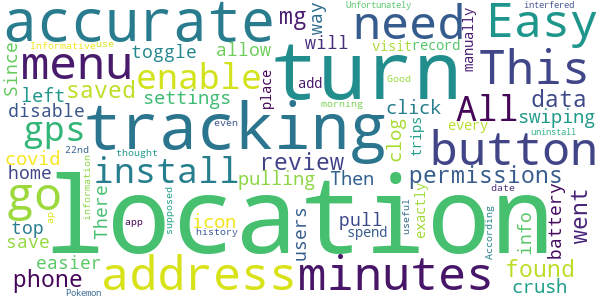 Unfortunately
interfered
accurate
mg
way
need
Easy
manually
Since
Informative
use
toggle
allow
will
visit
record
menu
enable
turn
This
place
Good
left
saved
settings
add
click
All
data
swiping
disable
morning
even
tracking
button
gps
22nd
covid
install
review
clog
trips
every
uninstall
home
thought
pulling
Then
permissions
go
There
information
location
exactly
battery
went
date
top
icon
app
supposed
users
pull
useful
info
save
ap
history
spend
According
easier
address
minutes
found
phone
Pokemon
crush